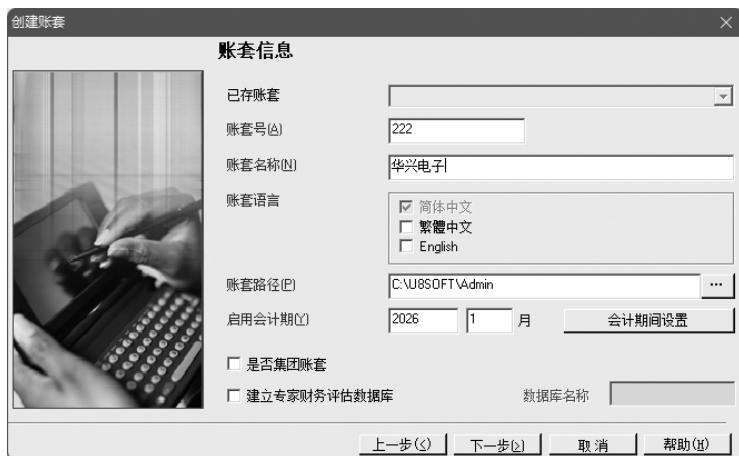 创建账套
账套信息
已存账套
账套号(A) 222
账套名称(N) 华兴电子
账套语言
简体中文
繁體中文
English
账套路径(P) C:\U8SOFT\Admin ...
启用会计期(Y) 2026 1 月 会计期间设置
是否集团账套
建立专家财务评估数据库 数据库名称
上一步(<) 下一步(>) 取消 帮助(H)